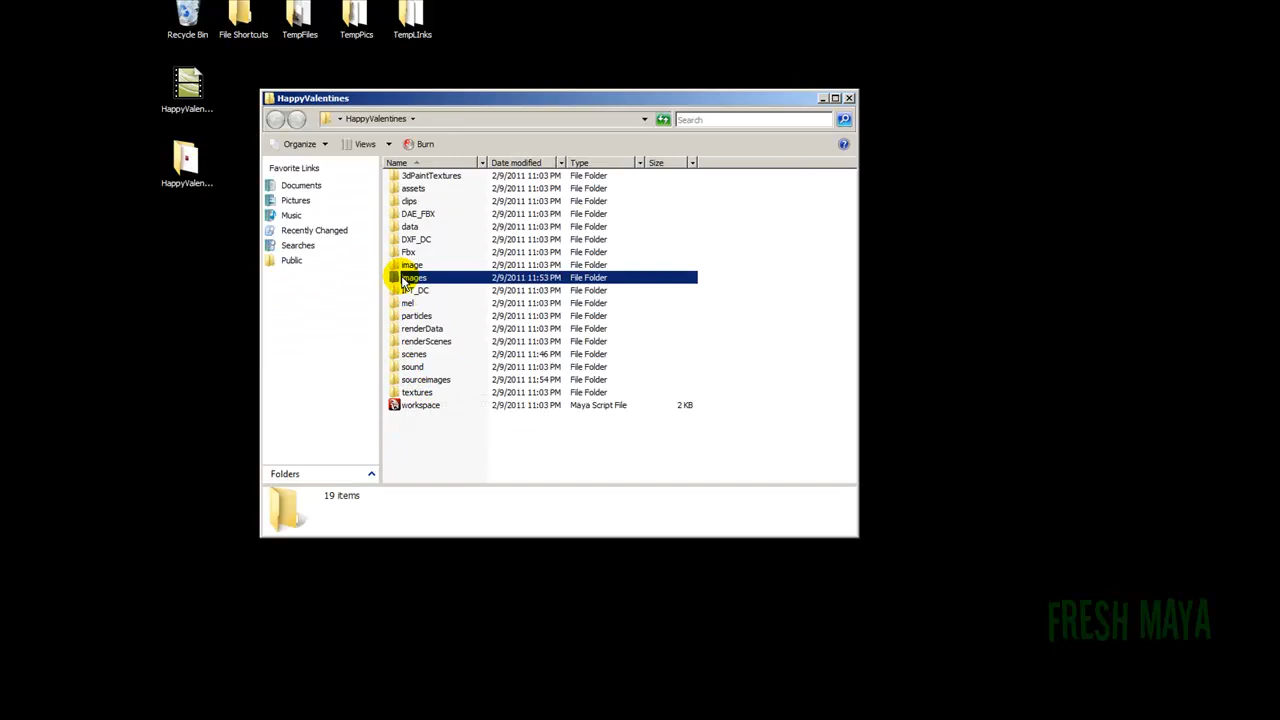 Recycle Bin File Shortcuts TempFiles TempPics TempLInks
HappyValen...
HappyValen...
HappyValentines
HappyValentines
Search
Organize Views Burn
Favorite Links
Documents
Pictures
Music
Recently Changed
Searches
Public
Folders
Name Date modified Type Size
3dPaintTextures 2/9/2011 11:03 PM File Folder
assets 2/9/2011 11:03 PM File Folder
clips 2/9/2011 11:03 PM File Folder
DAE_FBX 2/9/2011 11:03 PM File Folder
data 2/9/2011 11:03 PM File Folder
DXF_DC 2/9/2011 11:03 PM File Folder
Fbx 2/9/2011 11:03 PM File Folder
image 2/9/2011 11:03 PM File Folder
images 2/9/2011 11:53 PM File Folder
2/9/2011 11:03 PM File Folder
mel 2/9/2011 11:03 PM File Folder
particles 2/9/2011 11:03 PM File Folder
renderData 2/9/2011 11:03 PM File Folder
renderScenes 2/9/2011 11:03 PM File Folder
scenes 2/9/2011 11:46 PM File Folder
sound 2/9/2011 11:03 PM File Folder
sourceimages 2/9/2011 11:54 PM File Folder
textures 2/9/2011 11:03 PM File Folder
workspace 2/9/2011 11:03 PM Maya Script File 2 KB
19 items
FRESH MAYA